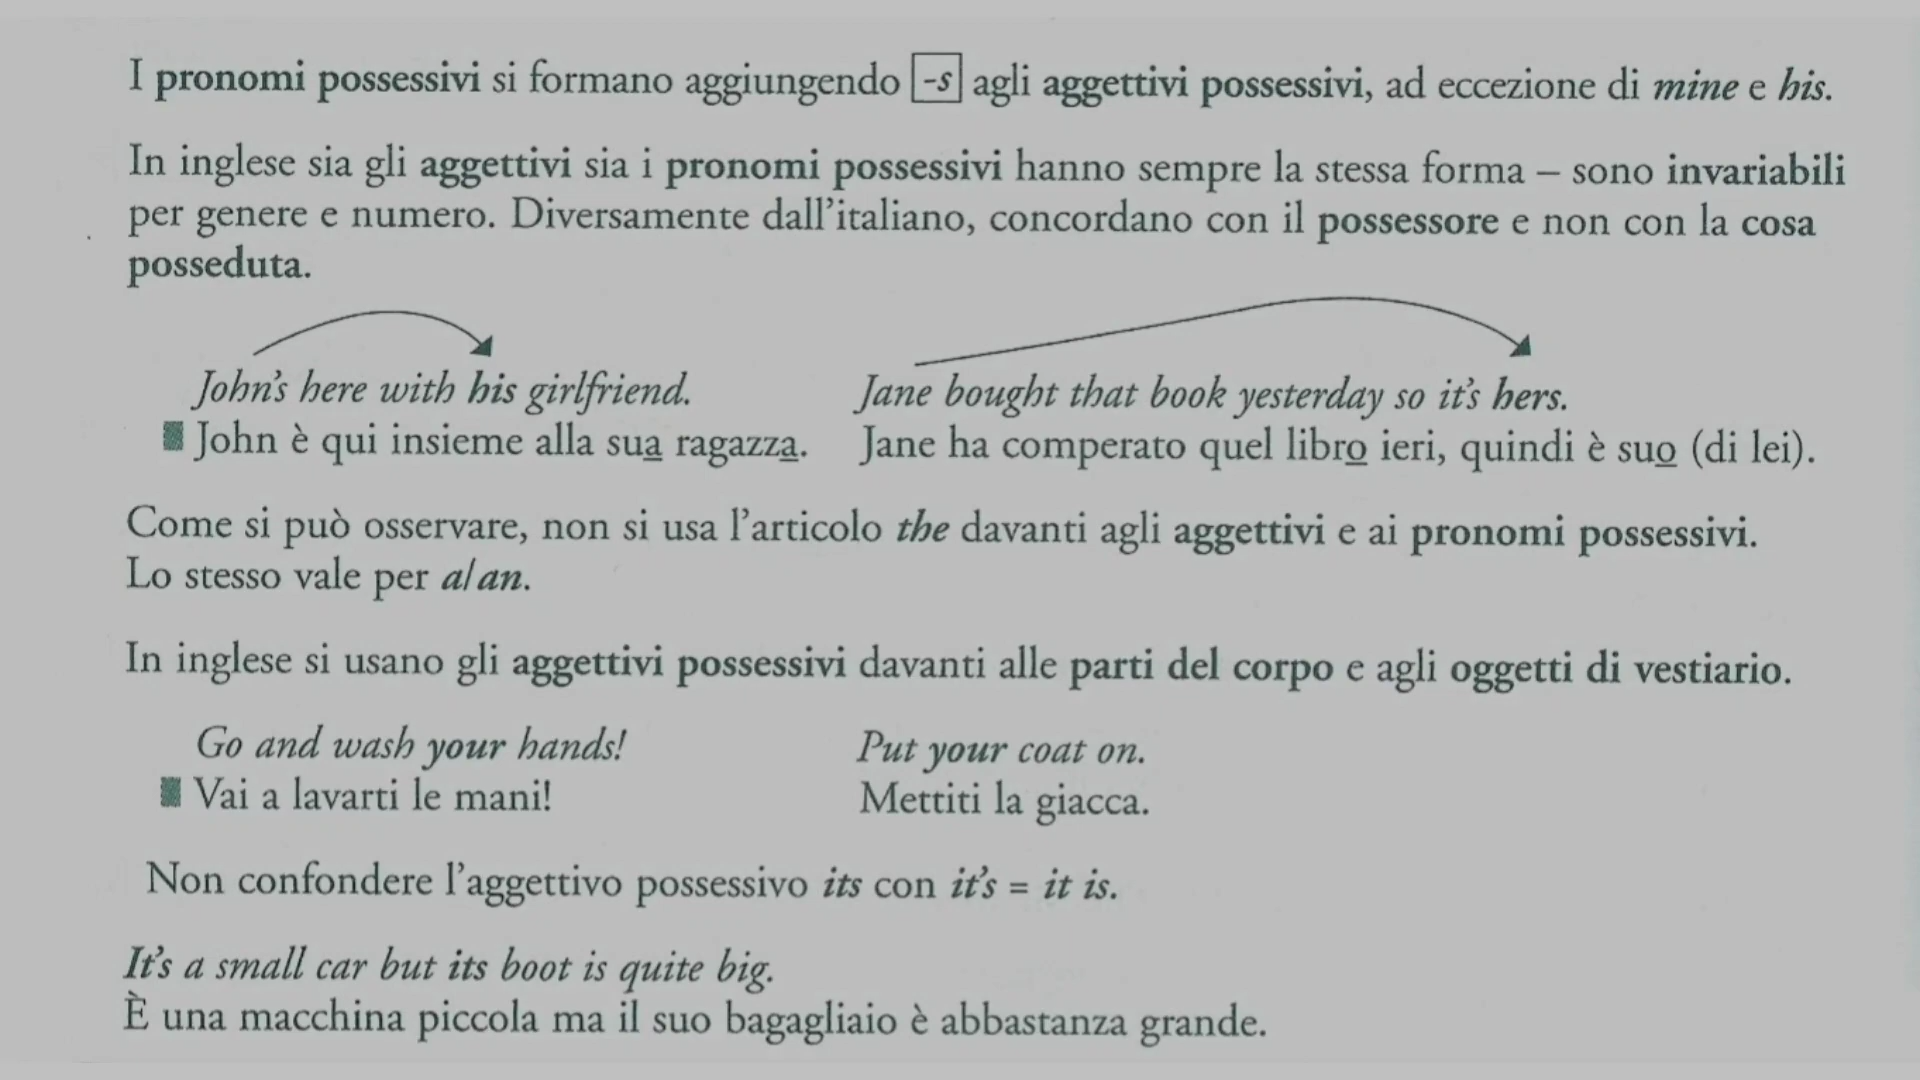 I pronomi possessivi si formano aggiungendo -s agli aggettivi possessivi, ad eccezione di mine e his.
In inglese sia gli aggettivi sia i pronomi possessivi hanno sempre la stessa forma – sono invariabili
per genere e numero. Diversamente dall'italiano, concordano con il possessore e non con la cosa
posseduta.
John's here with his girlfriend.
John è qui insieme alla sua ragazza.
Jane bought that book yesterday so it's hers.
Jane ha comperato quel libro ieri, quindi è suo (di lei).
Come si può osservare, non si usa l'articolo the davanti agli aggettivi e ai pronomi possessivi.
Lo stesso vale per a/an.
In inglese si usano gli aggettivi possessivi davanti alle parti del corpo e agli oggetti di vestiario.
Go and wash your hands!
Vai a lavarti le mani!
Put your coat on.
Mettiti la giacca.
Non confondere l'aggettivo possessivo its con it's = it is.
It's a small car but its boot is quite big.
È una macchina piccola ma il suo bagagliaio è abbastanza grande.